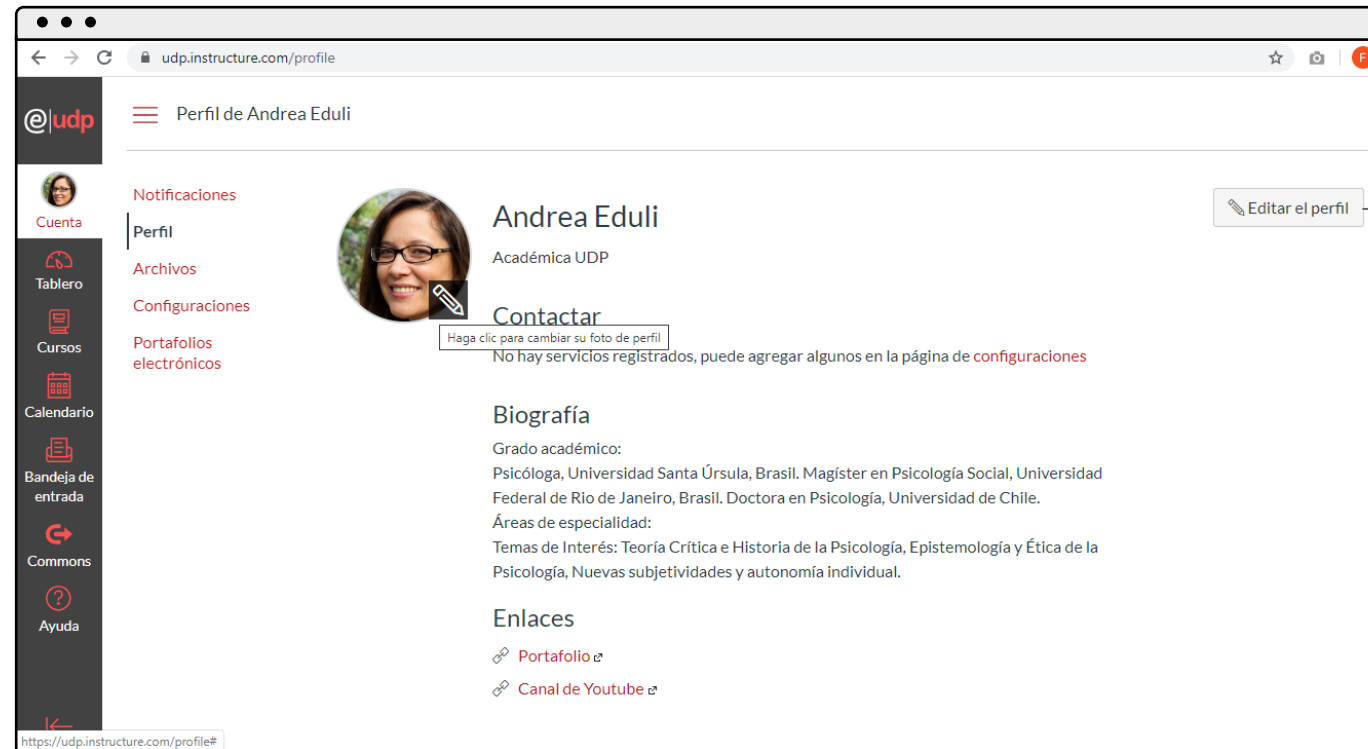 udp.instructure.com/profile
F
@|udp
Perfil de Andrea Eduli
Cuenta
Tablero
Cursos
Calendario
Bandeja de
entrada
Commons
Ayuda
Notificaciones
Perfil
Archivos
Configuraciones
Portafolios
electrónicos
Andrea Eduli
Editar el perfil
Académica UDP
Contactar
Haga clic para cambiar su foto de perfil
No hay servicios registrados, puede agregar algunos en la página de configuraciones
Biografía
Grado académico:
Psicóloga, Universidad Santa Úrsula, Brasil. Magíster en Psicología Social, Universidad
Federal de Rio de Janeiro, Brasil. Doctora en Psicología, Universidad de Chile.
Áreas de especialidad:
Temas de Interés: Teoría Crítica e Historia de la Psicología, Epistemología y Ética de la
Psicología, Nuevas subjetividades y autonomía individual.
Enlaces
Portafolio
Canal de Youtube
https://udp.instructure.com/profile#